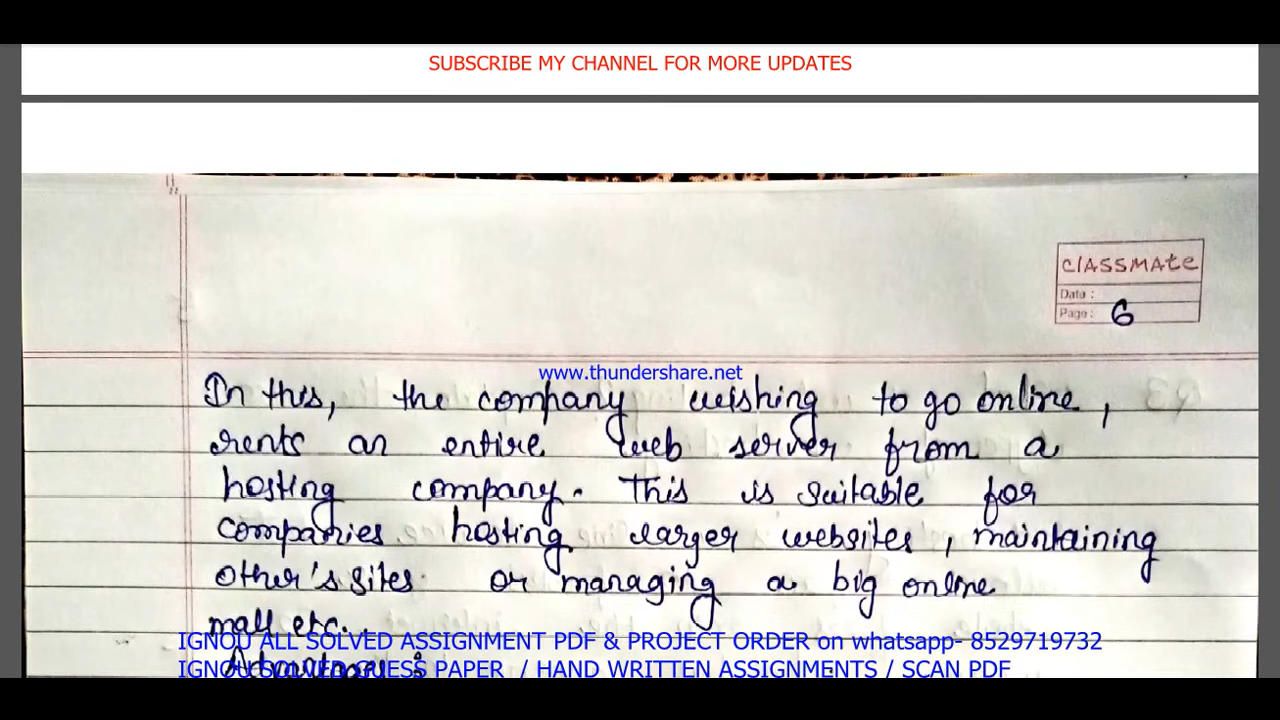 SUBSCRIBE MY CHANNEL FOR MORE UPDATES
CLASSMATE
Date :
Page : 6
www.thundershare.net
In this, the company wishing to go online,
rents an entire web server from a
hosting company. This is suitable for
companies hosting larger websites, maintaining
other's sites or managing a big online
mall etc.
IGNOU ALL SOLVED ASSIGNMENT PDF & PROJECT ORDER on whatsapp- 8529719732
IGNOU SOLVED GUESS PAPER / HAND WRITTEN ASSIGNMENTS / SCAN PDF